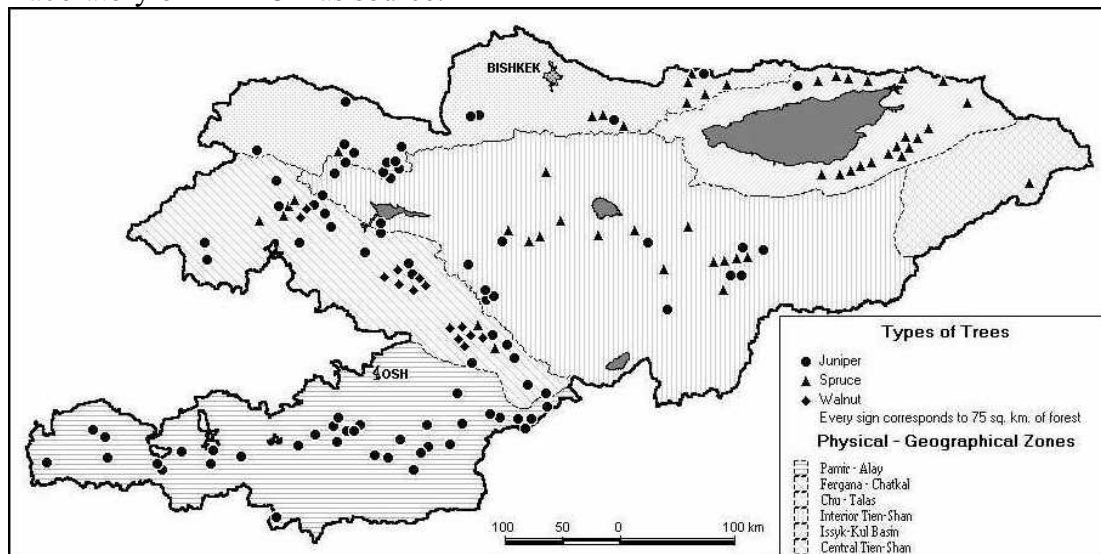 BISHKEK
OSH
Types of Trees
Juniper
Spruce
Walnut
Every sign corresponds to 75 sq. km. of forest
Physical - Geographical Zones
Pamir - Alay
Fergana - Chatkal
Chu - Talas
Interior Tien-Shan
Issyk-Kul Basin
Central Tien-Shan
100 50 0 100 km